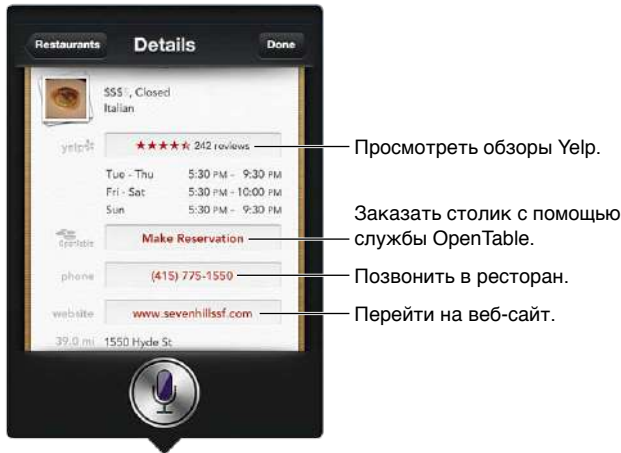 Restaurants Details Done
$$$$, Closed
Italian
yelp ★★★★ 242 reviews
Просмотреть обзоры Yelp.
Tue - Thu 5:30 PM - 9:30 PM
Fri - Sat 5:30 PM - 10:00 PM
Sun 5:30 PM - 9:30 PM
Заказать столик с помощью
службы OpenTable.
OpenTable Make Reservation
phone (415) 775-1550
Позвонить в ресторан.
website www.sevenhillssf.com
Перейти на веб-сайт.
39.0 mi 1550 Hyde St